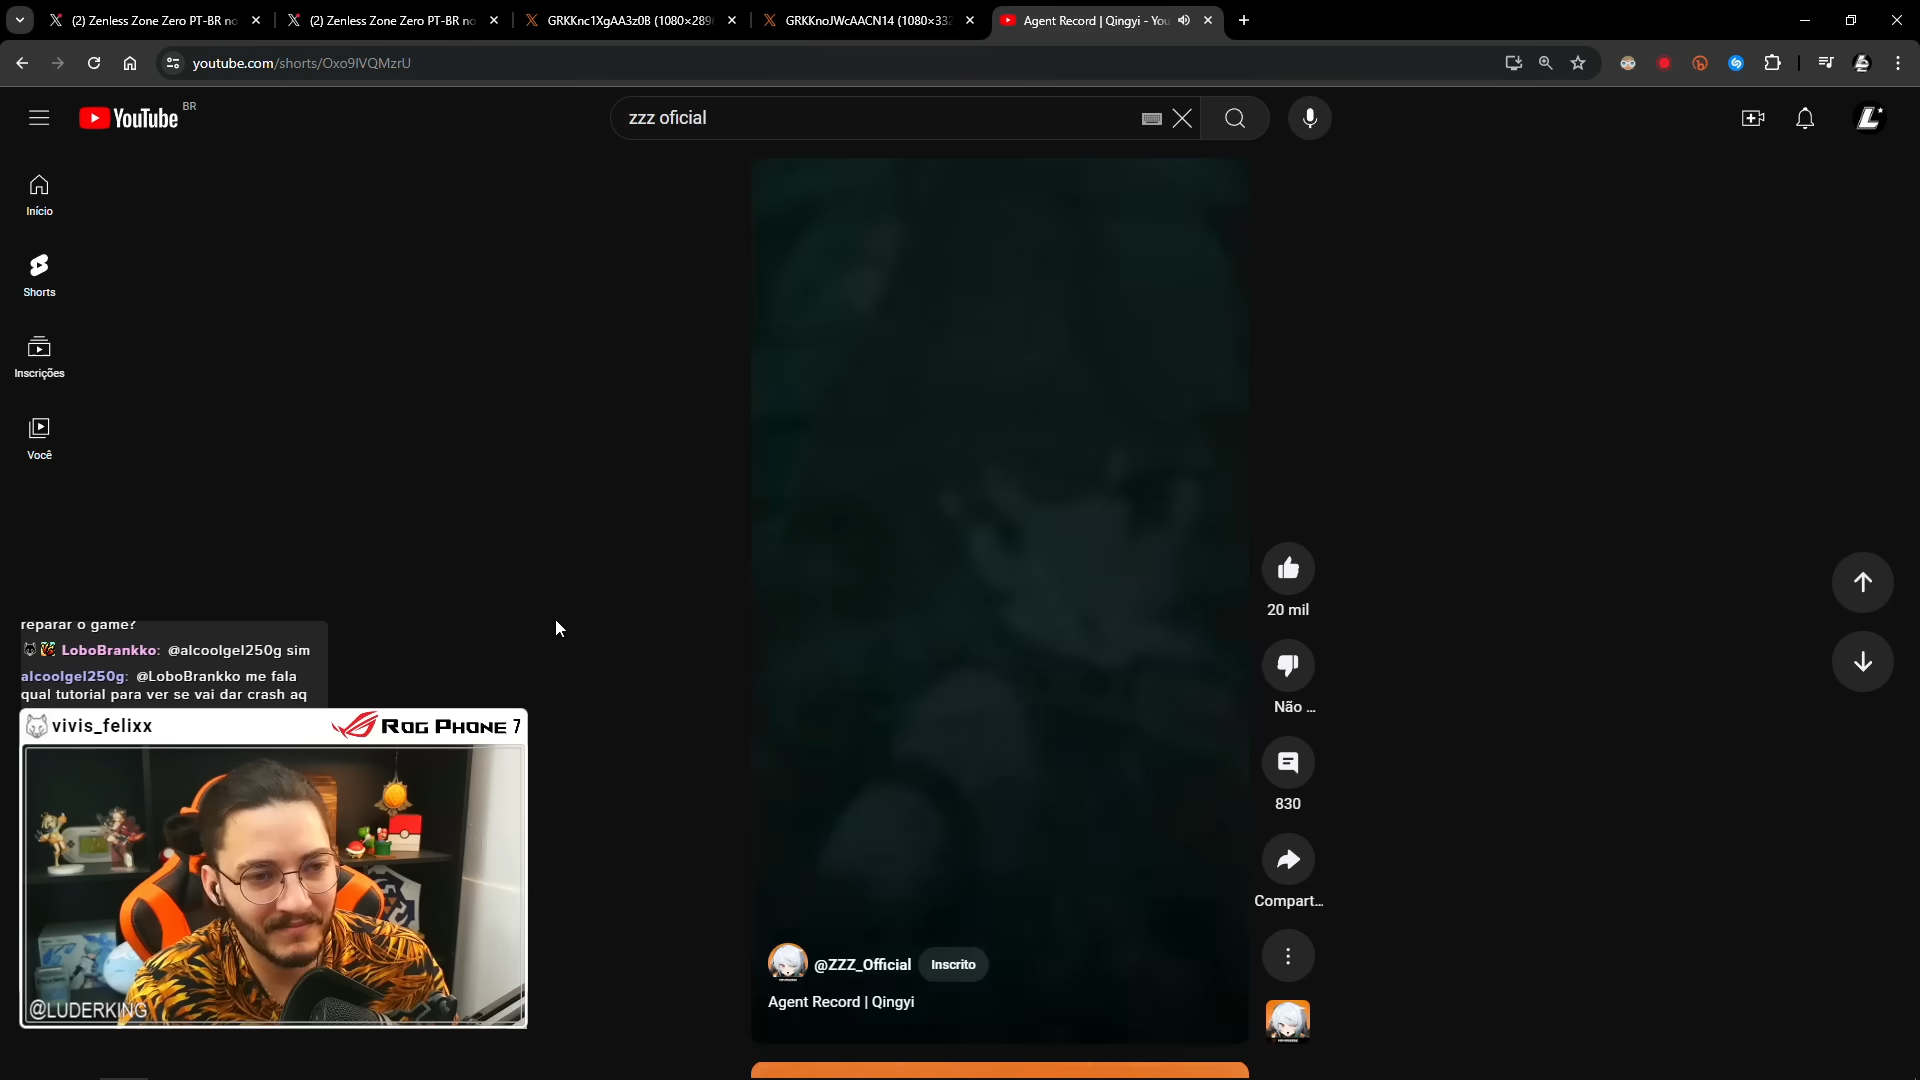 (2) Zenless Zone Zero PT-BR no
(2) Zenless Zone Zero PT-BR no
GRKKnc1XgAA3z0B (1080×289
GRKKnoJWcAACN14 (1080×332
Agent Record | Qingyi - You
youtube.com/shorts/Oxo9IVQMzrU
YouTube
BR
zzz oficial
Início
Shorts
Inscrições
Você
20 mil
Não ...
830
Compart...
reparar o game?
LoboBrankko: @alcoolgel250g sim
alcoolgel250g: @LoboBrankko me fala
qual tutorial para ver se vai dar crash aq
vivis_felixx
ROG PHONE 7
@LUDERKING
@ZZZ_Official
Inscrito
Agent Record | Qingyi